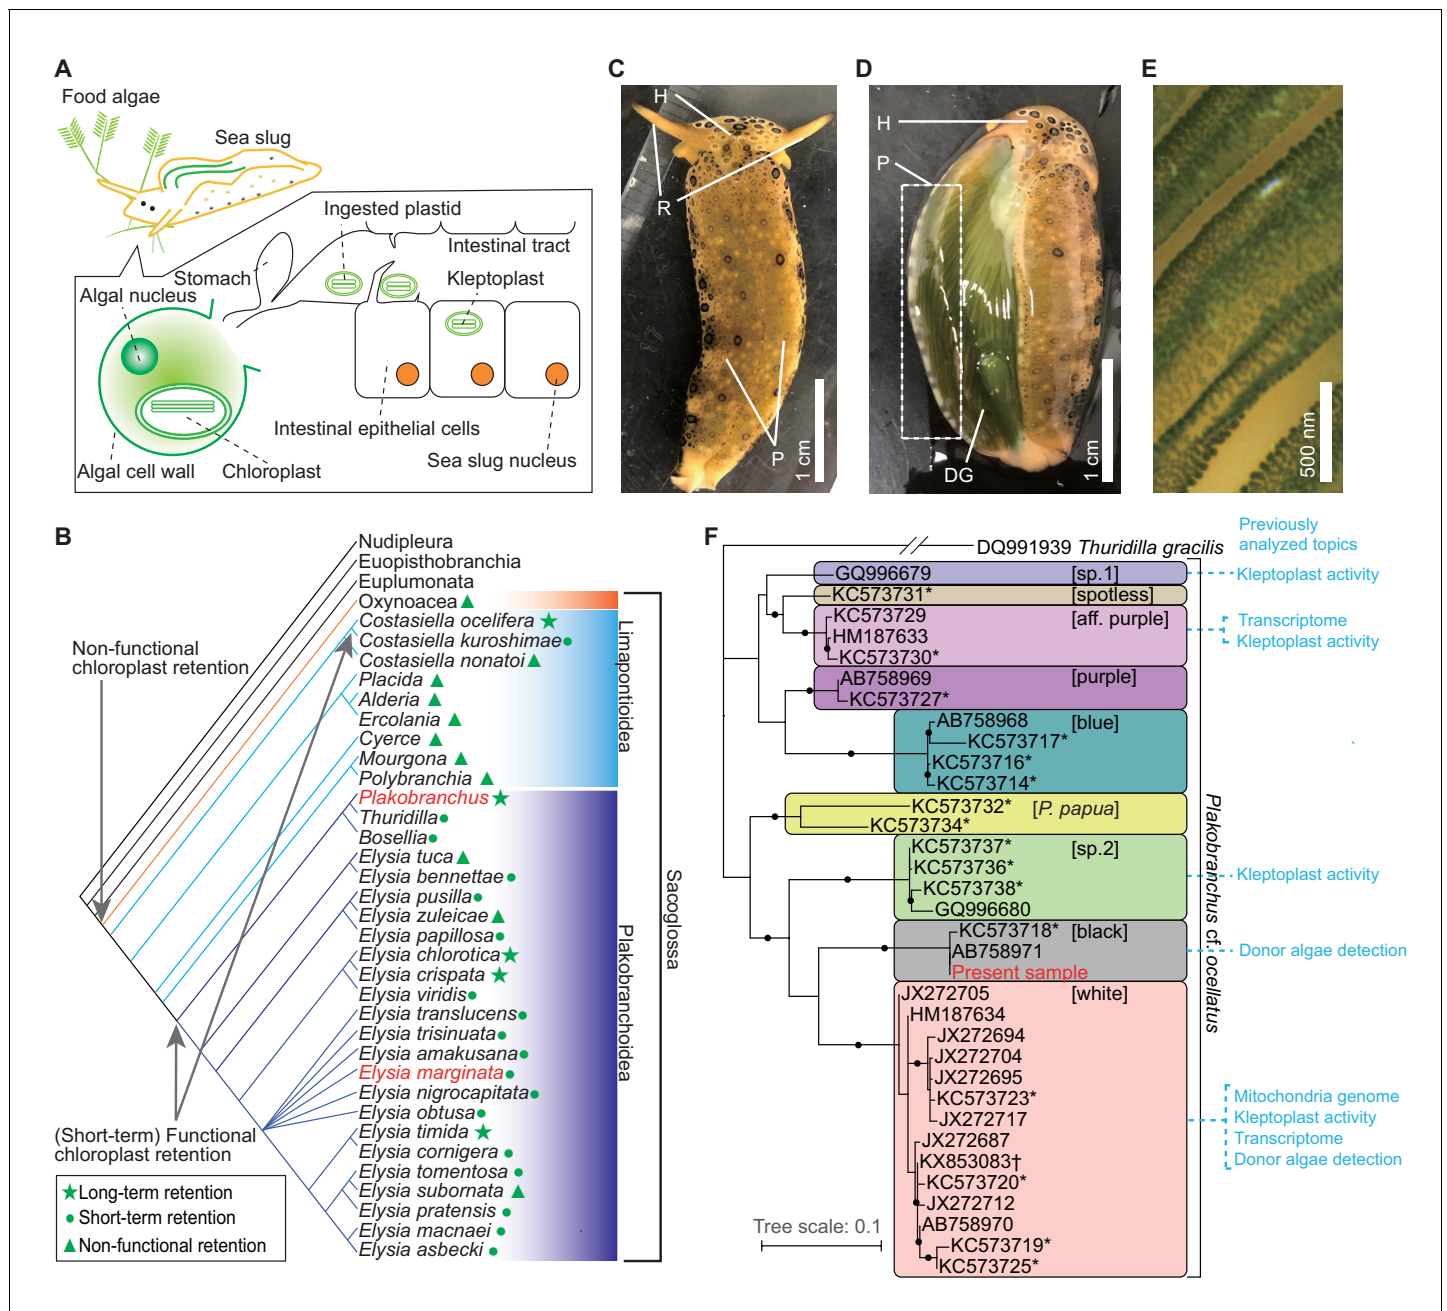 A
Food algae
Sea slug
Ingested plastid
Intestinal tract
Stomach
Kleptoplast
Algal nucleus
Intestinal epithelial cells
Sea slug nucleus
Algal cell wall
Chloroplast
C
H
R
P
1 cm
D
H
P
DG
1 cm
E
500 nm
B
Nudipleura
Euopisthobranchia
Euplumonata
Oxynoacea
Costasiella ocelifera
Costasiella kuroshimae
Costasiella nonatoi
Placida
Alderia
Ercolania
Cyerce
Mourgona
Polybranchia
Plakobranchus
Thuridilla
Bosellia
Elysia tuca
Elysia bennettae
Elysia pusilla
Elysia zuleicae
Elysia papillosa
Elysia chlorotica
Elysia crispata
Elysia viridis
Elysia translucens
Elysia trisinuata
Elysia amakusana
Elysia marginata
Elysia nigrocapitata
Elysia obtusa
Elysia timida
Elysia cornigera
Elysia tomentosa
Elysia subornata
Elysia pratensis
Elysia macnaei
Elysia asbecki
Limapontioidea
Plakobranchoidea
Sacoglossa
Non-functional
chloroplast retention
(Short-term) Functional
chloroplast retention
Long-term retention
Short-term retention
Non-functional retention
F
DQ991939 Thuridilla gracilis
GQ996679 [sp.1]
KC573731* [spotless]
KC573729 [aff. purple]
HM187633
KC573730*
AB758969 [purple]
KC573727*
AB758968 [blue]
KC573717*
KC573716*
KC573714*
KC573732* [P. papua]
KC573734*
KC573737* [sp.2]
KC573736*
KC573738*
GQ996680
KC573718* [black]
AB758971
Present sample
JX272705 [white]
HM187634
JX272694
JX272704
JX272695
KC573723*
JX272717
JX272687
KX853083†
KC573720*
JX272712
AB758970
KC573719*
KC573725*
Tree scale: 0.1
Plakobranchus cf. ocellatus
Previously
analyzed topics
Kleptoplast activity
Transcriptome
Kleptoplast activity
Kleptoplast activity
Donor algae detection
Mitochondria genome
Kleptoplast activity
Transcriptome
Donor algae detection